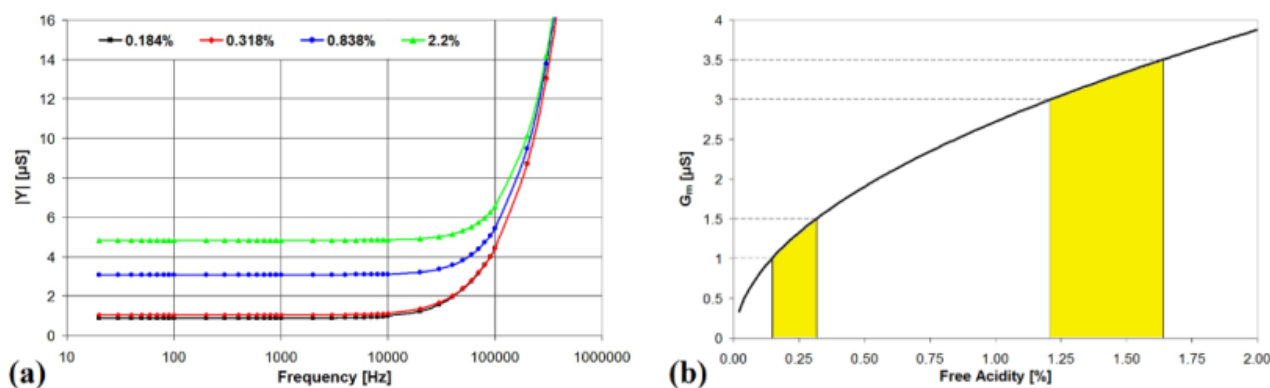 16
14
12
10
8
6
4
2
0
|Y| [µS]
0.184% 0.318% 0.838% 2.2%
10 100 1000 10000 100000 1000000
Frequency [Hz]
(a)
4
3.5
3
2.5
2
1.5
1
0.5
0
Gm [µS]
0.00 0.25 0.50 0.75 1.00 1.25 1.50 1.75 2.00
Free Acidity [%]
(b)